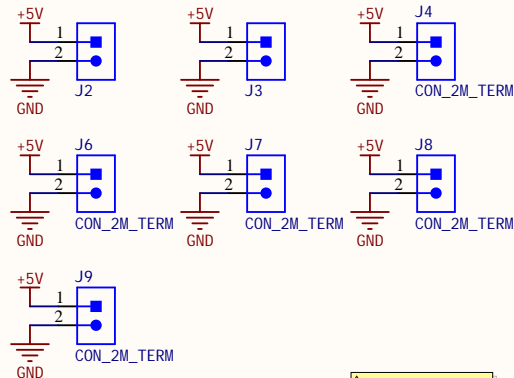 +5V
1
2
GND
J2
+5V
1
2
GND
J3
+5V
J4
1
2
GND
CON_2M_TERM
+5V
J6
1
2
GND
CON_2M_TERM
+5V
J7
1
2
GND
CON_2M_TERM
+5V
J8
1
2
GND
CON_2M_TERM
+5V
J9
1
2
GND
CON_2M_TERM